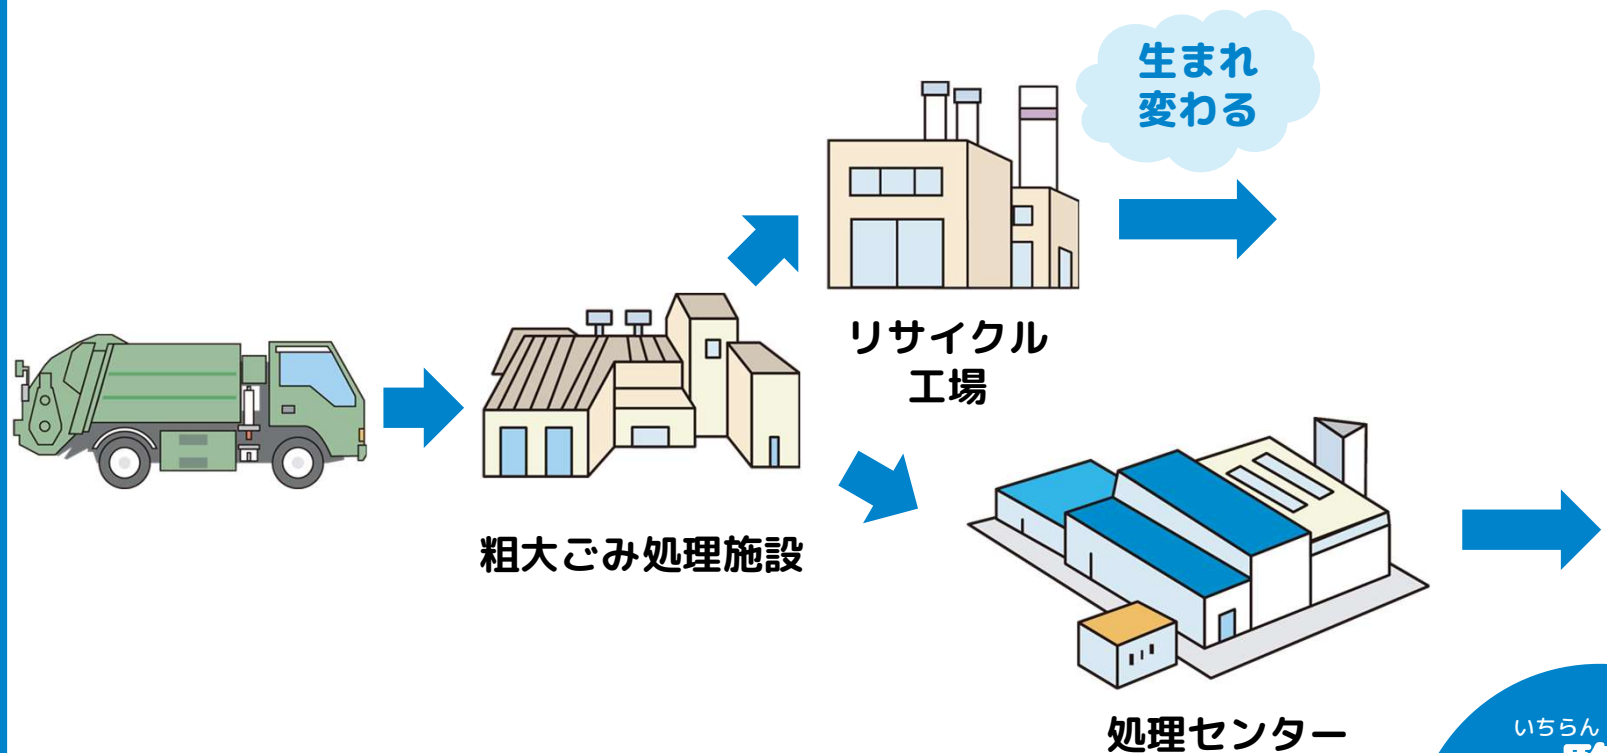 生まれ
変わる
リサイクル
工場
粗大ごみ処理施設
処理センター
いちらん